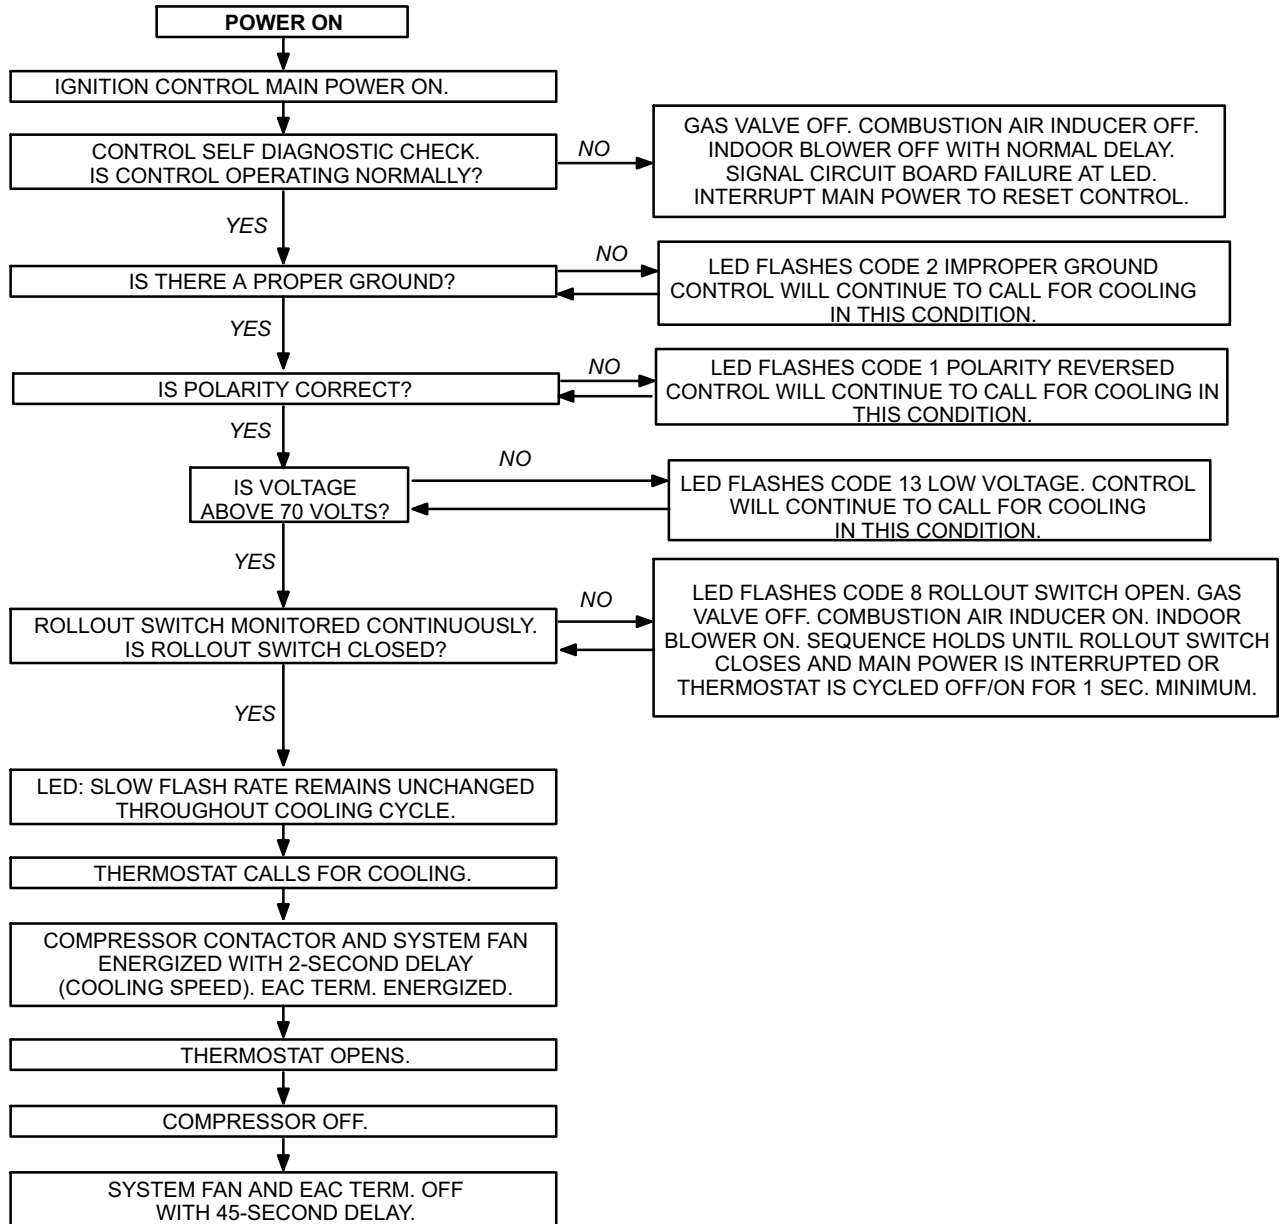 POWER ON
IGNITION CONTROL MAIN POWER ON.
CONTROL SELF DIAGNOSTIC CHECK.
IS CONTROL OPERATING NORMALLY?
NO
GAS VALVE OFF. COMBUSTION AIR INDUCER OFF.
INDOOR BLOWER OFF WITH NORMAL DELAY.
SIGNAL CIRCUIT BOARD FAILURE AT LED.
INTERRUPT MAIN POWER TO RESET CONTROL.
YES
IS THERE A PROPER GROUND?
NO
LED FLASHES CODE 2 IMPROPER GROUND
CONTROL WILL CONTINUE TO CALL FOR COOLING
IN THIS CONDITION.
YES
IS POLARITY CORRECT?
NO
LED FLASHES CODE 1 POLARITY REVERSED
CONTROL WILL CONTINUE TO CALL FOR COOLING IN
THIS CONDITION.
YES
IS VOLTAGE
ABOVE 70 VOLTS?
NO
LED FLASHES CODE 13 LOW VOLTAGE. CONTROL
WILL CONTINUE TO CALL FOR COOLING
IN THIS CONDITION.
YES
ROLLOUT SWITCH MONITORED CONTINUOUSLY.
IS ROLLOUT SWITCH CLOSED?
NO
LED FLASHES CODE 8 ROLLOUT SWITCH OPEN. GAS
VALVE OFF. COMBUSTION AIR INDUCER ON. INDOOR
BLOWER ON. SEQUENCE HOLDS UNTIL ROLLOUT SWITCH
CLOSES AND MAIN POWER IS INTERRUPTED OR
THERMOSTAT IS CYCLED OFF/ON FOR 1 SEC. MINIMUM.
YES
LED: SLOW FLASH RATE REMAINS UNCHANGED
THROUGHOUT COOLING CYCLE.
THERMOSTAT CALLS FOR COOLING.
COMPRESSOR CONTACTOR AND SYSTEM FAN
ENERGIZED WITH 2-SECOND DELAY
(COOLING SPEED). EAC TERM. ENERGIZED.
THERMOSTAT OPENS.
COMPRESSOR OFF.
SYSTEM FAN AND EAC TERM. OFF
WITH 45-SECOND DELAY.